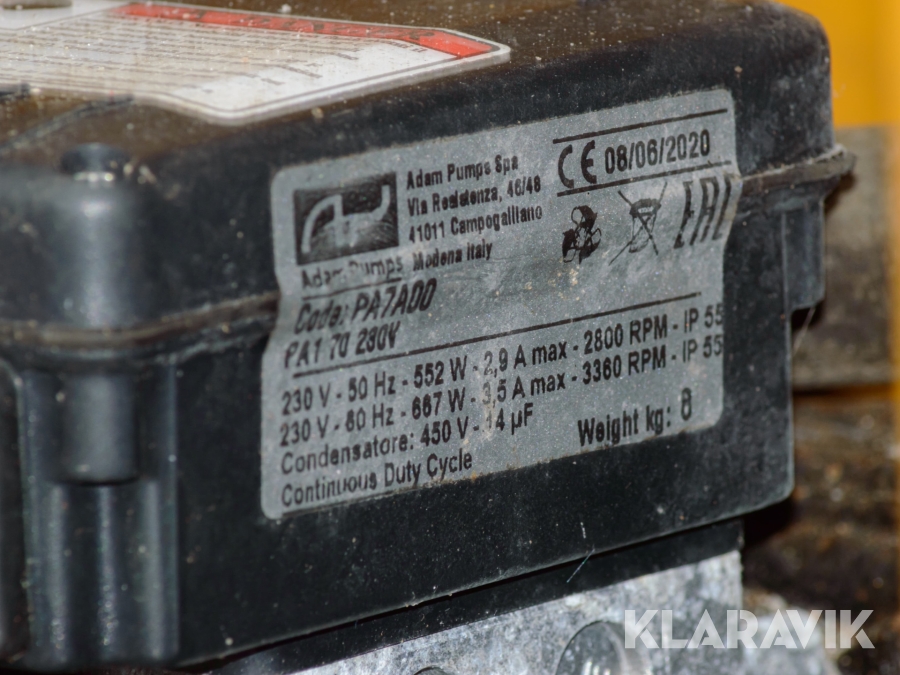 Adam Pumps Spa
Via Resistenza, 46/48
41011 Campogalliano
Modena Italy
Adam Pumps
CE 08/06/2020
EAC
Code: PA7A00
PA1 70 230V
230 V - 50 Hz - 552 W - 2,9 A max - 2800 RPM - IP 55
230 V - 60 Hz - 667 W - 3,5 A max - 3360 RPM - IP 55
Condensatore: 450 V - 14 µF
Weight kg: 8
Continuous Duty Cycle
KLARAVIK